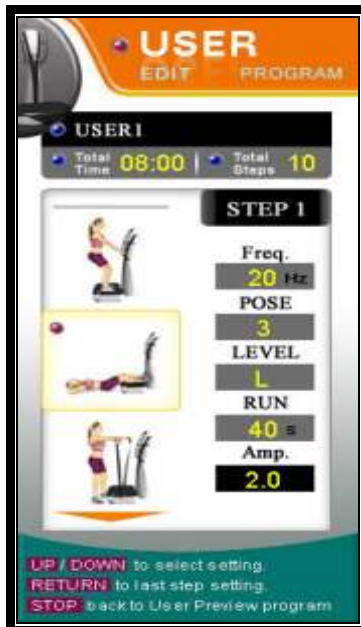 USER
EDIT PROGRAM
USER1
Total Time 08:00 Total Steps 10
STEP 1
Freq.
20 Hz
POSE
3
LEVEL
L
RUN
40 s
Amp.
2.0
UP / DOWN to select setting.
RETURN to last step setting.
STOP back to User Preview program